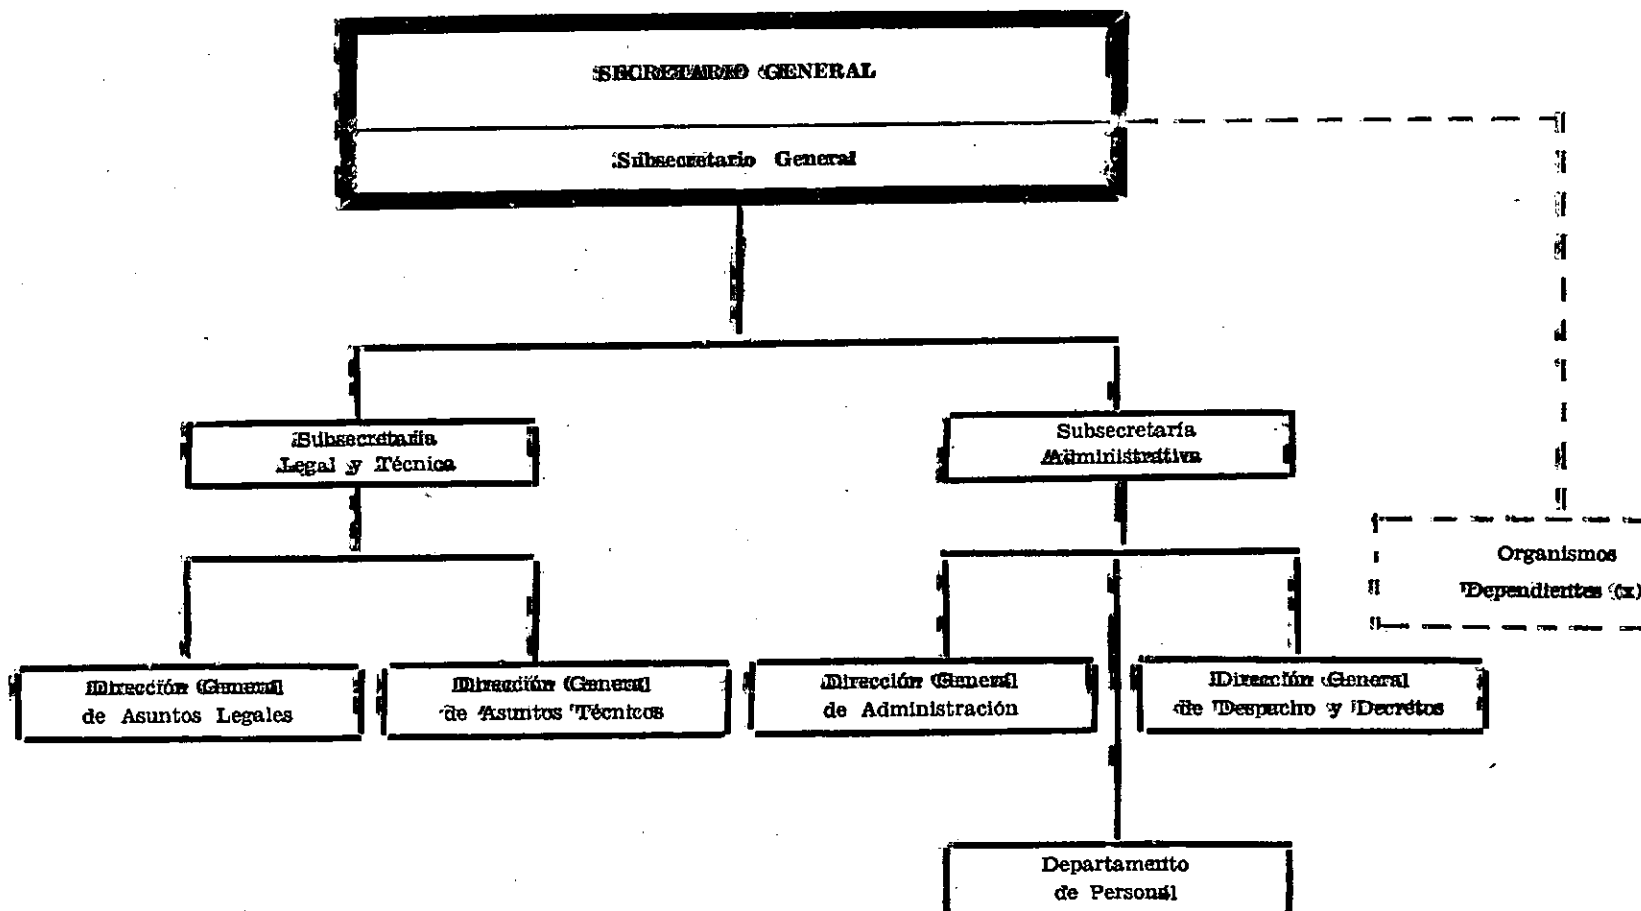 SECRETARIO GENERAL
Subsecretario General
Subsecretaría
Legal y Técnica
Subsecretaría
Administrativa
Organismos
Dependientes (x)
Dirección General
de Asuntos Legales
Dirección General
de Asuntos Técnicos
Dirección General
de Administración
Dirección General
de Despacho y Decretos
Departamento
de Personal